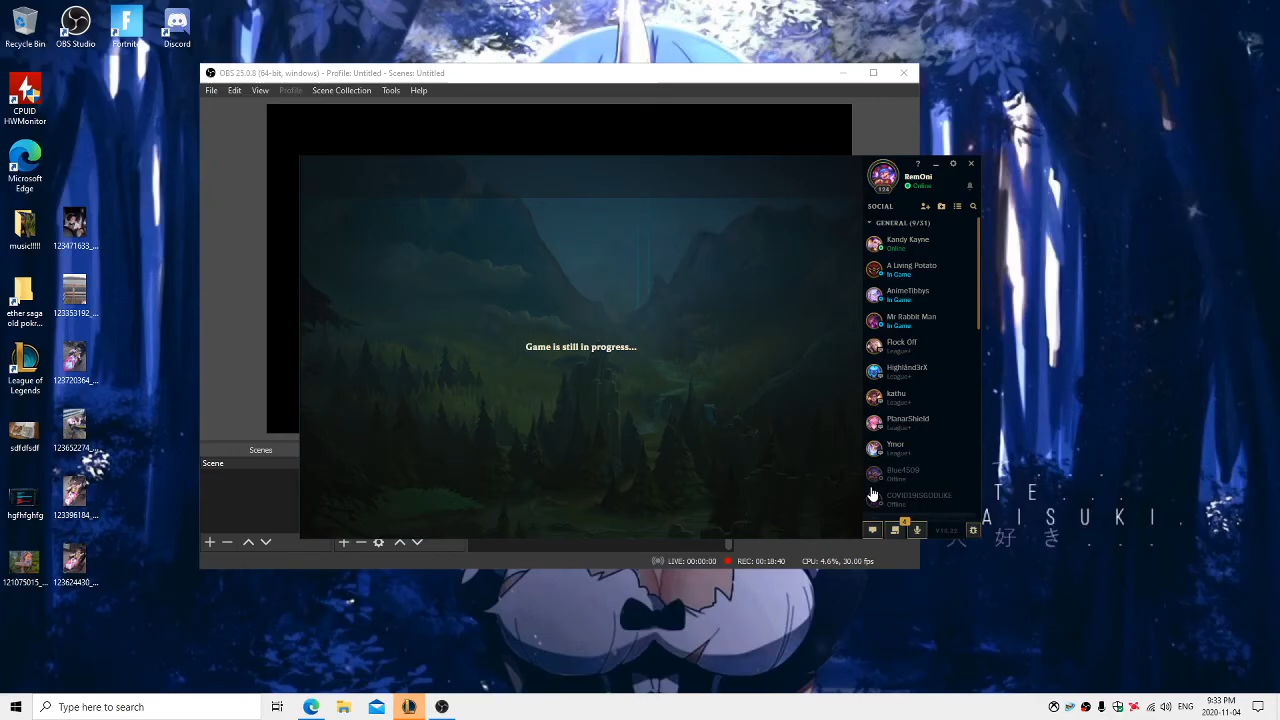 Recycle Bin
OBS Studio
Fortnite
Discord
CPUID HWMonitor
Microsoft Edge
music!!!!!
123471633_...
ether saga old pokr...
123353192_...
League of Legends
123720364_...
sdfdfsdf
123652274_...
hgfhfghfg
123396184_...
121075015_...
123624430_...
OBS 25.0.8 (64-bit, windows) - Profile: Untitled - Scenes: Untitled
File Edit View Profile Scene Collection Tools Help
Scenes
Scene
LIVE: 00:00:00 REC: 00:18:40 CPU: 4.6%, 30.00 fps
Game is still in progress...
124
RemOni
Online
SOCIAL
GENERAL (9/31)
Kandy Kayne
Online
A Living Potato
In Game
AnimeTibbys
In Game
Mr Rabbit Man
In Game
Flock Off
League+
Highlánd3rX
League+
kathu
League+
PlanarShield
League+
Ymor
League+
Blue4509
Offline
COVID19ISGODLIKE
Offline
4
V10.22
T E . . .
A I S U K I .
大 好 き .
Type here to search
9:33 PM
2020-11-04